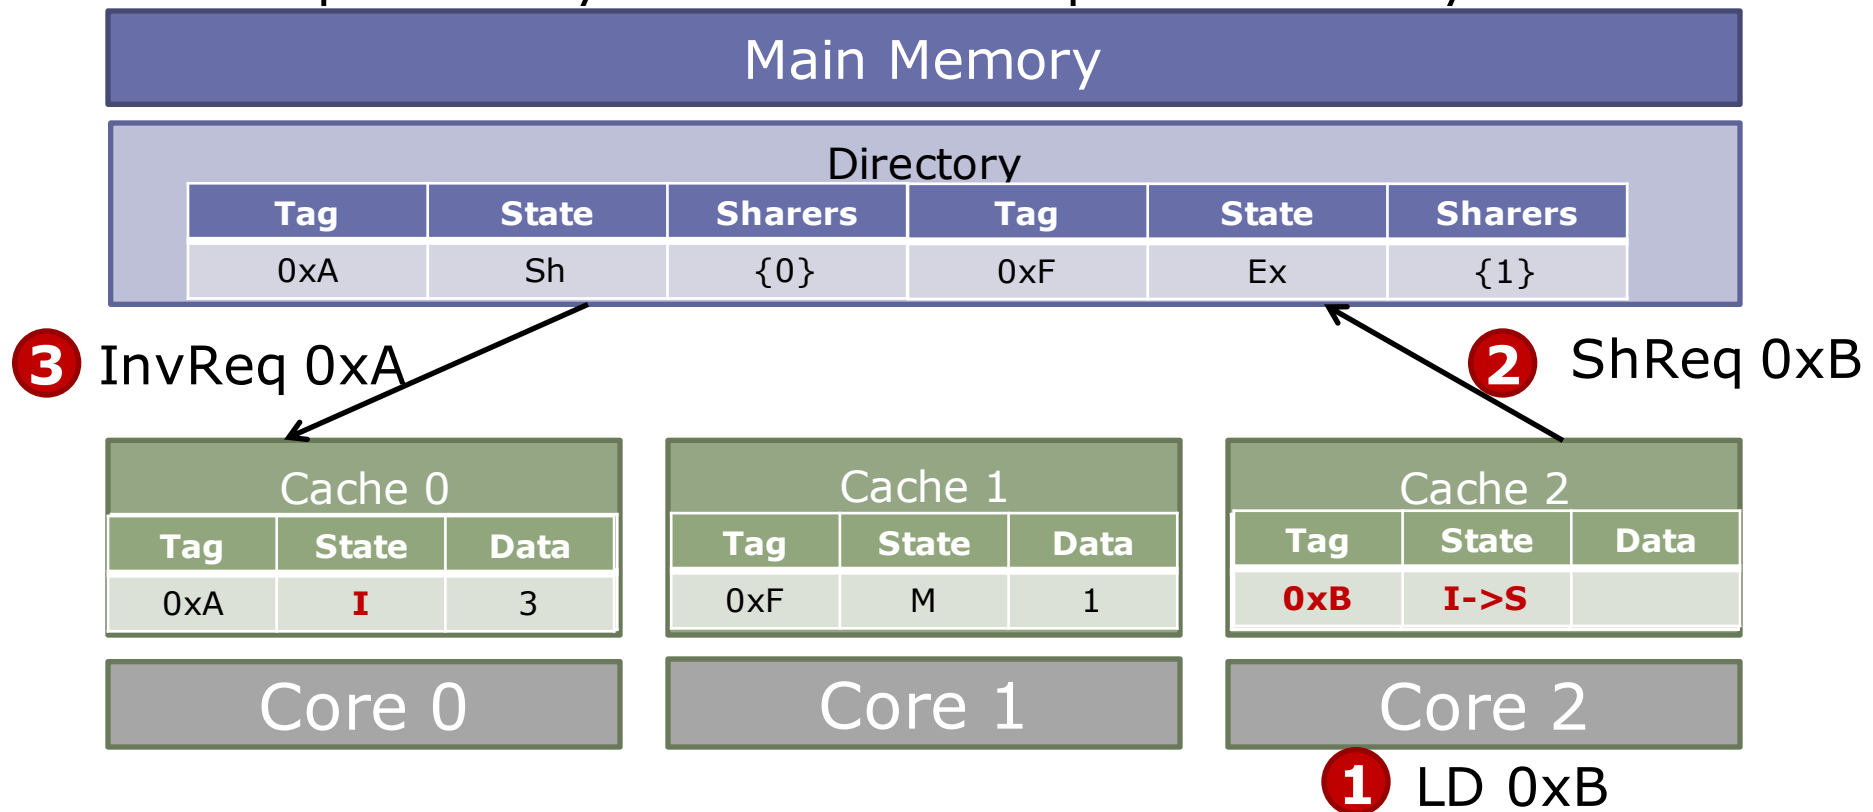 Main Memory
Directory
Tag State Sharers Tag State Sharers
0xA Sh {0} 0xF Ex {1}
3 InvReq 0xA
2 ShReq 0xB
Cache 0 Cache 1 Cache 2
Tag State Data Tag State Data Tag State Data
0xA I 3 0xF M 1 0xB I->S
Core 0 Core 1 Core 2
1 LD 0xB